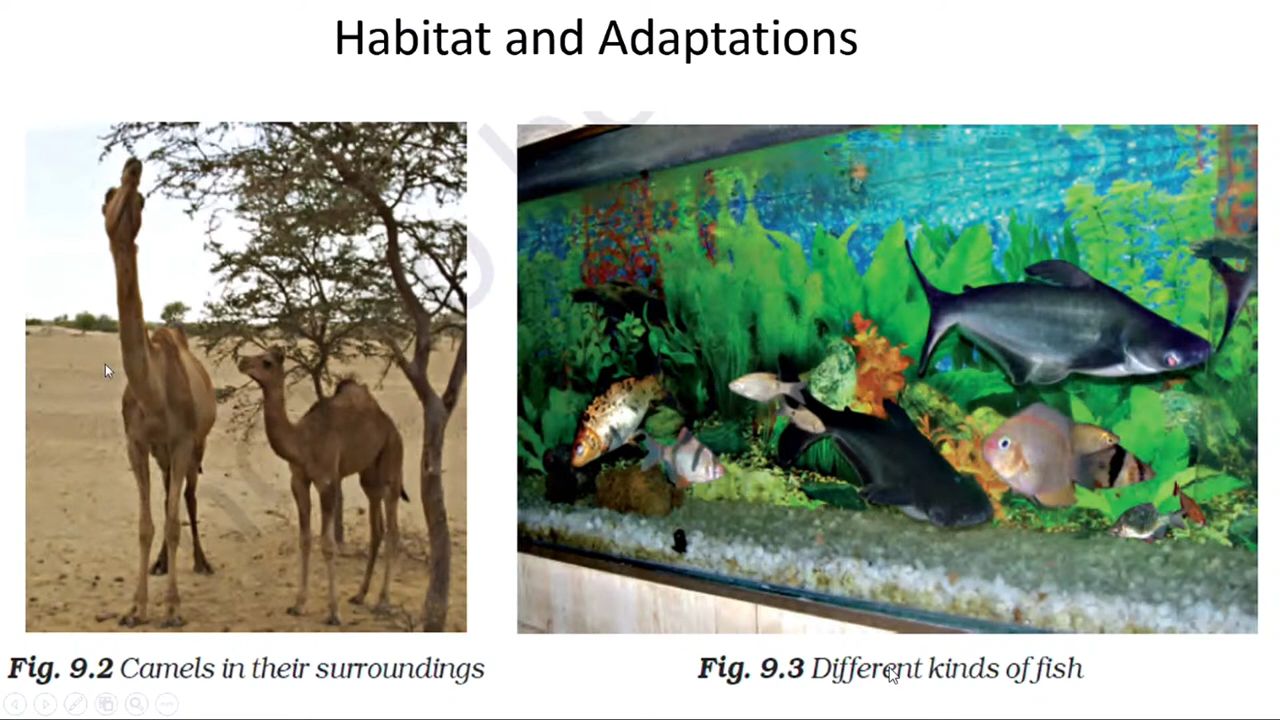 Habitat and Adaptations
Fig. 9.2 Camels in their surroundings
Fig. 9.3 Different kinds of fish